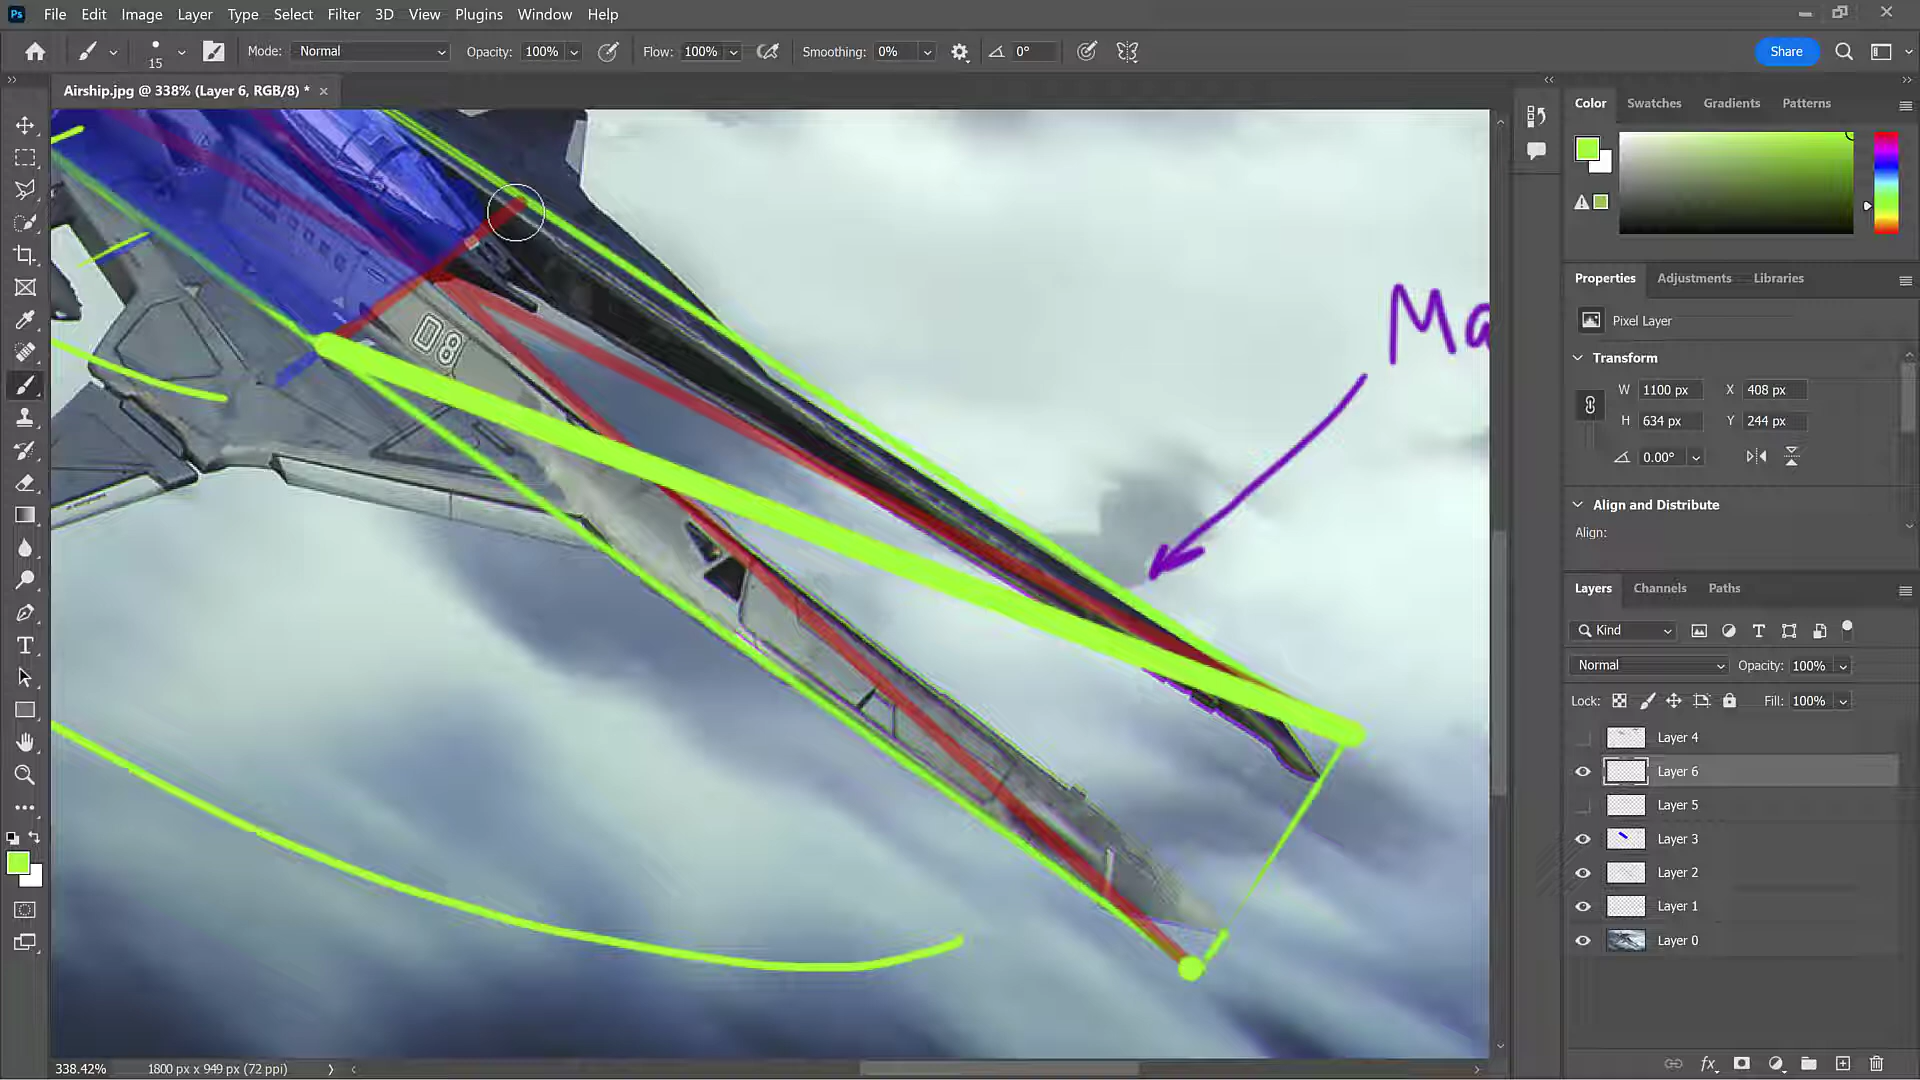 File Edit Image Layer Type Select Filter 3D View Plugins Window Help
15 Mode: Normal Opacity: 100% Flow: 100% Smoothing: 0% 0° Share
Airship.jpg @ 338% (Layer 6, RGB/8) *
Color Swatches Gradients Patterns
Properties Adjustments Libraries
Ma
Pixel Layer
D8
Transform
W 1100 px X 408 px
H 634 px Y 244 px
0.00°
Align and Distribute
Align:
Layers Channels Paths
Kind
Normal Opacity: 100%
Lock: Fill: 100%
Layer 4
Layer 6
Layer 5
Layer 3
Layer 2
Layer 1
Layer 0
338.42% 1800 px x 949 px (72 ppi)